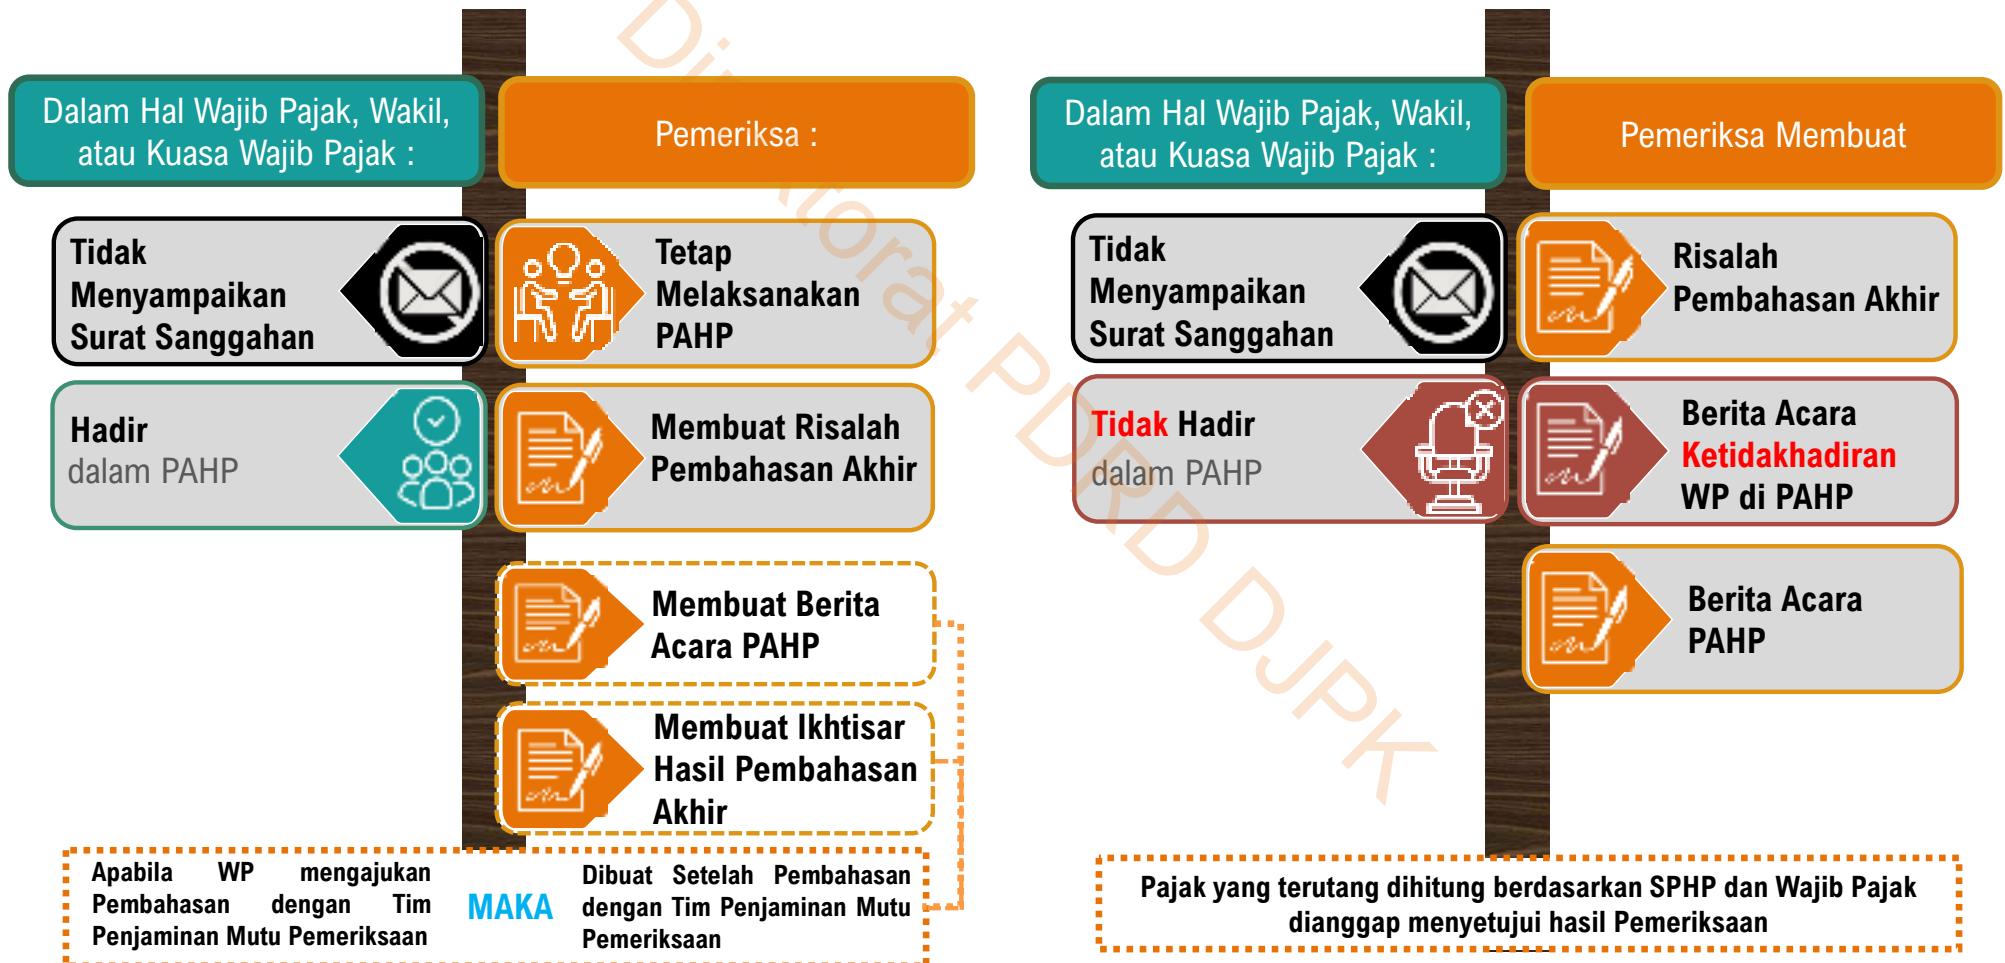 Dalam Hal Wajib Pajak, Wakil,
atau Kuasa Wajib Pajak :
Pemeriksa :
Tidak
Menyampaikan
Surat Sanggahan
Tetap
Melaksanakan
PAHP
Hadir
dalam PAHP
Membuat Risalah
Pembahasan Akhir
Membuat Berita
Acara PAHP
Membuat Ikhtisar
Hasil Pembahasan
Akhir
Apabila WP mengajukan
Pembahasan dengan Tim
Penjaminan Mutu Pemeriksaan
MAKA
Dibuat Setelah Pembahasan
dengan Tim Penjaminan Mutu
Pemeriksaan
Dalam Hal Wajib Pajak, Wakil,
atau Kuasa Wajib Pajak :
Pemeriksa Membuat
Tidak
Menyampaikan
Surat Sanggahan
Risalah
Pembahasan Akhir
Tidak Hadir
dalam PAHP
Berita Acara
Ketidakhadiran
WP di PAHP
Berita Acara
PAHP
Pajak yang terutang dihitung berdasarkan SPHP dan Wajib Pajak
dianggap menyetujui hasil Pemeriksaan
Direktorat PDRD DJPK